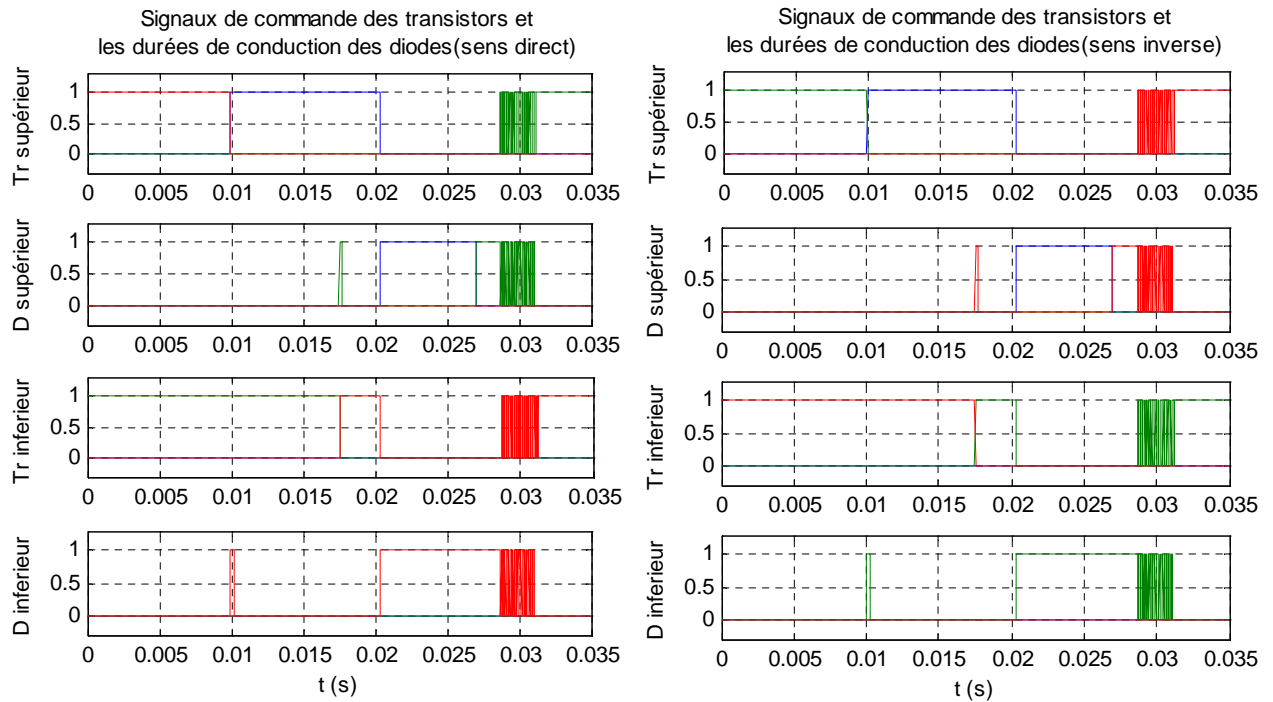 Signaux de commande des transistors et
les durées de conduction des diodes(sens direct)
Tr supérieur
1
0.5
0
0 0.005 0.01 0.015 0.02 0.025 0.03 0.035
D supérieur
1
0.5
0
0 0.005 0.01 0.015 0.02 0.025 0.03 0.035
Tr inferieur
1
0.5
0
0 0.005 0.01 0.015 0.02 0.025 0.03 0.035
D inferieur
1
0.5
0
0 0.005 0.01 0.015 0.02 0.025 0.03 0.035
t (s)
Signaux de commande des transistors et
les durées de conduction des diodes(sens inverse)
Tr supérieur
1
0.5
0
0 0.005 0.01 0.015 0.02 0.025 0.03 0.035
D supérieur
1
0.5
0
0 0.005 0.01 0.015 0.02 0.025 0.03 0.035
Tr inferieur
1
0.5
0
0 0.005 0.01 0.015 0.02 0.025 0.03 0.035
D inferieur
1
0.5
0
0 0.005 0.01 0.015 0.02 0.025 0.03 0.035
t (s)